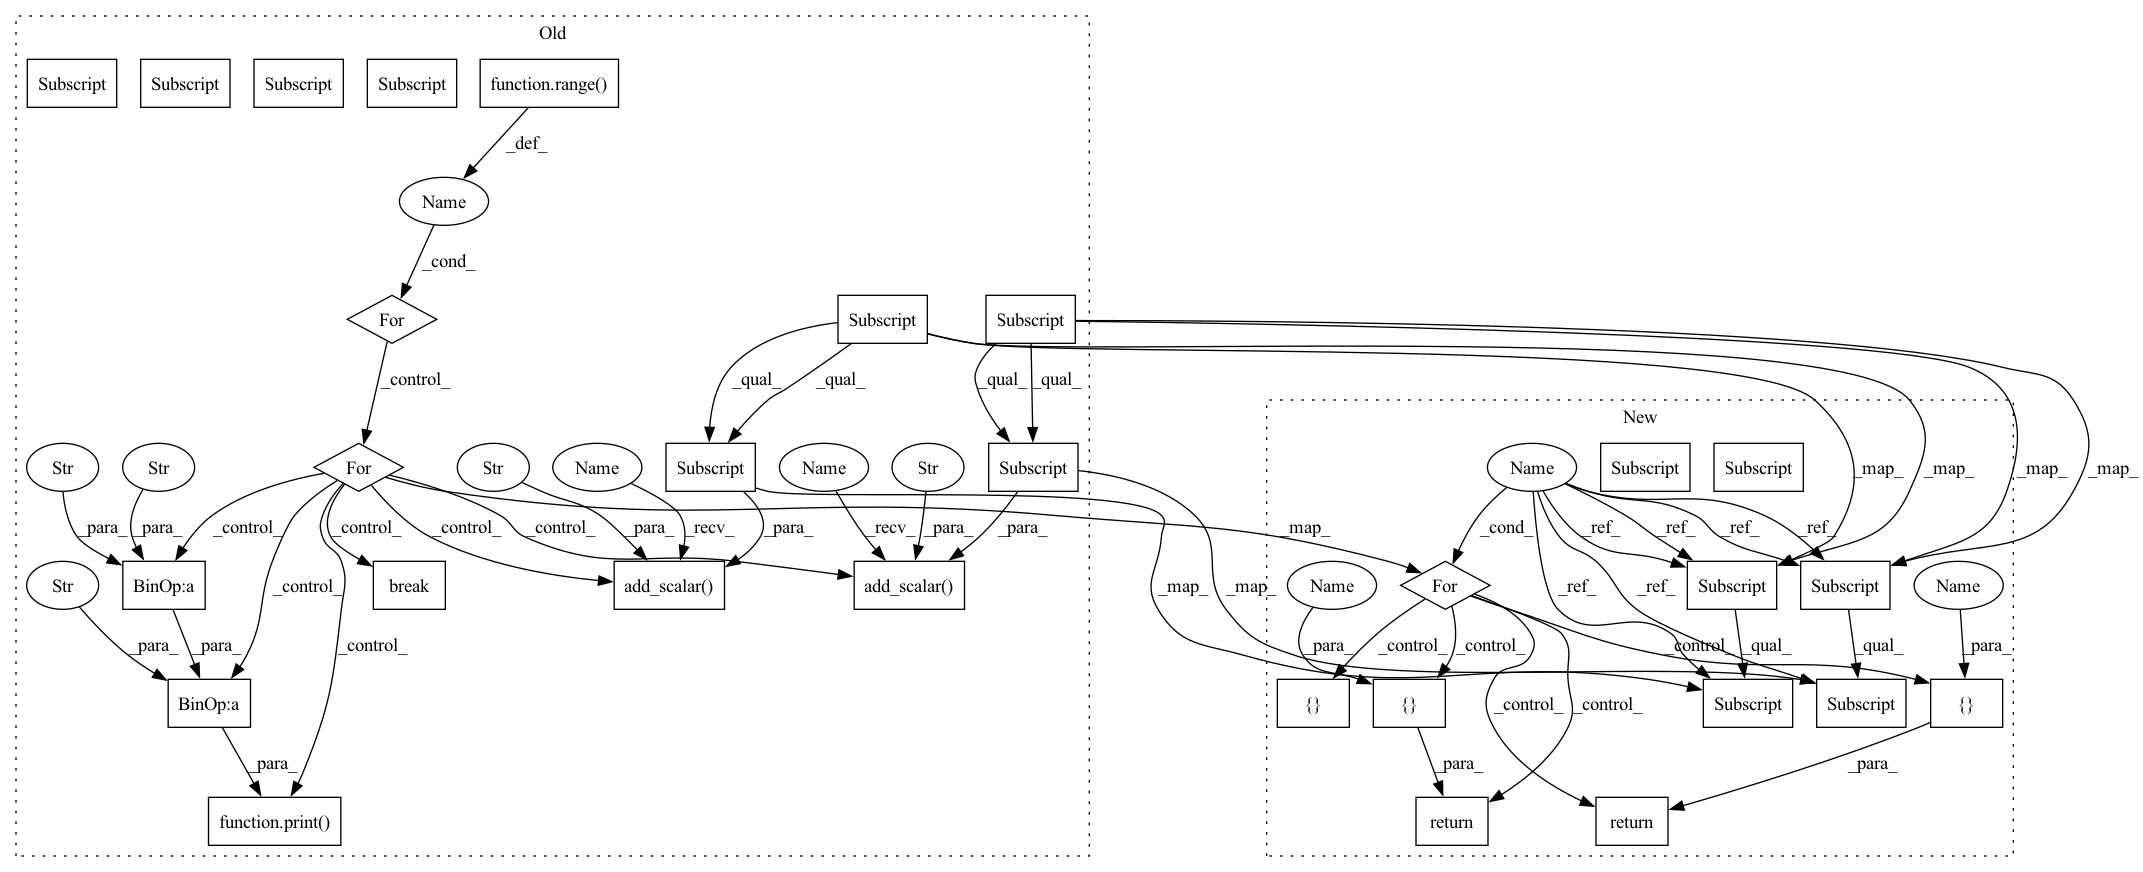 Old
Subscript Subscript Subscript Subscript function.range()
_def_
Name
_cond_
For Subscript Subscript
_control_ _qual_ _qual_ _qual_ _qual_
New
Str Str For Str Name Subscript Name Str Subscript Name Subscript Subscript _map_ _map_ _map_ _map_
_para_ _para_ _control_ _control_ _control_ _control_ _para_ _recv_ _para_ _recv_ _para_ _para_ _map_ _cond_ _ref_ _ref_ _ref_ _ref_
Str BinOp:a break add_scalar() add_scalar() Name For Subscript Subscript Name
_para_ _para_ _control_ _control_ _map_ _map_ _para_ _control_ _control_ _ref_ _ref_ _control_ _qual_ _qual_ _para_
BinOp:a {} {} Subscript Subscript {}
_para_ _control_ _control_ _para_ _para_
function.print() return return